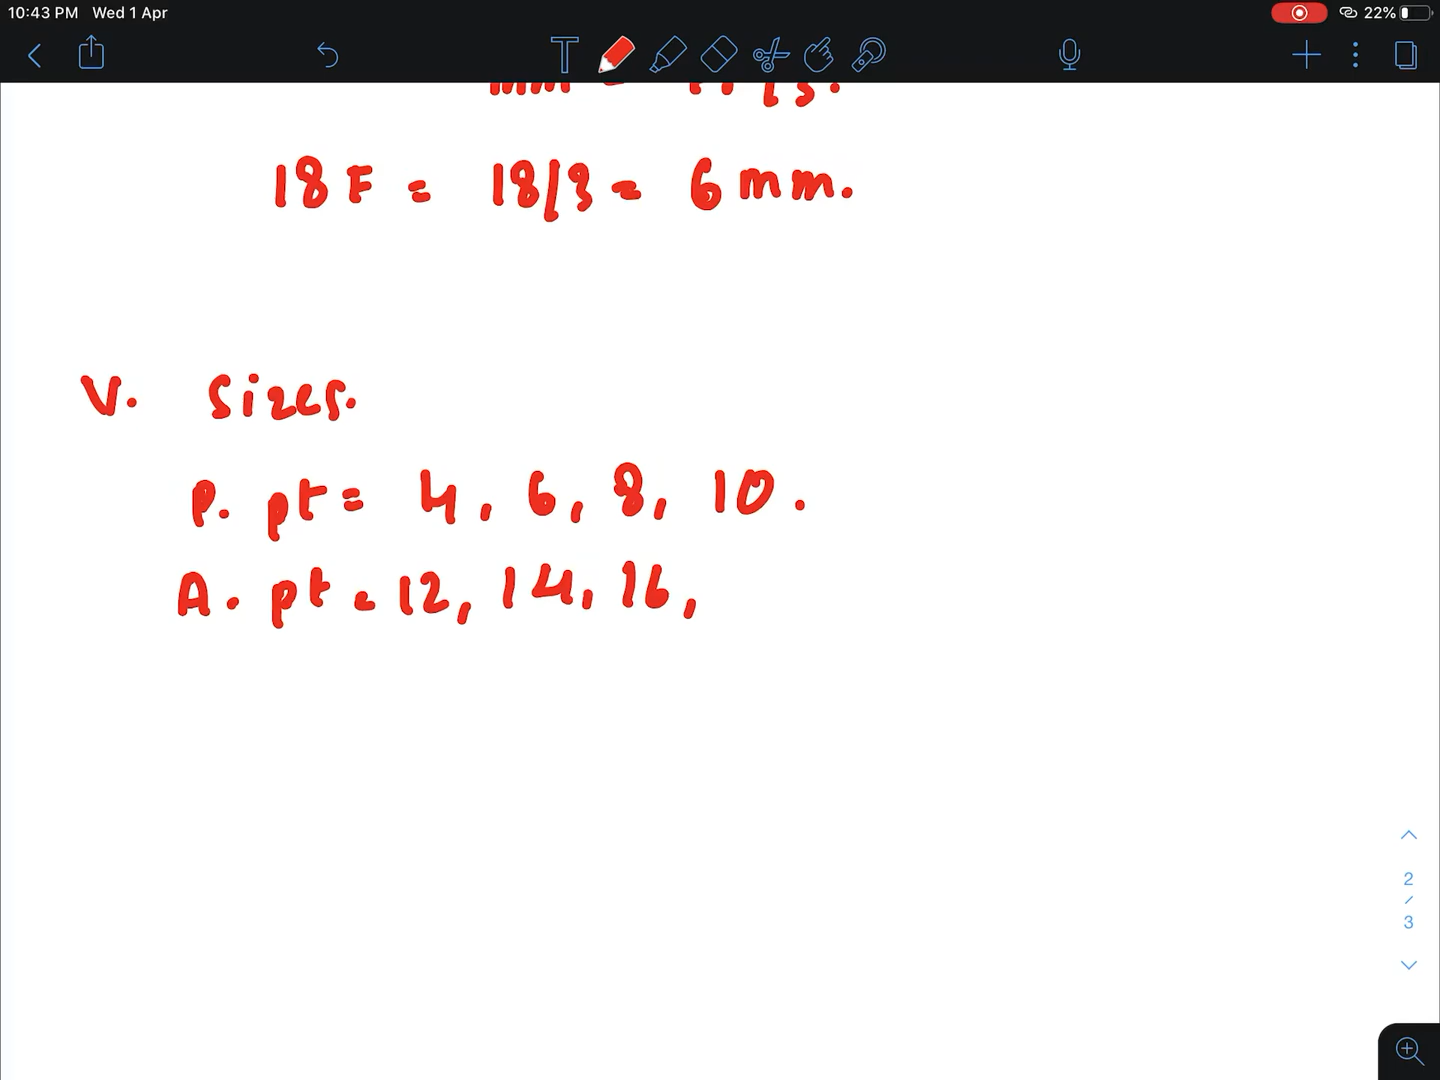 10:43 PM Wed 1 Apr
22%
T
18 F = 18/3 = 6 mm.
V. Sizes.
P. pt = 4, 6, 8, 10.
A. pt = 12, 14, 16,
2
/
3